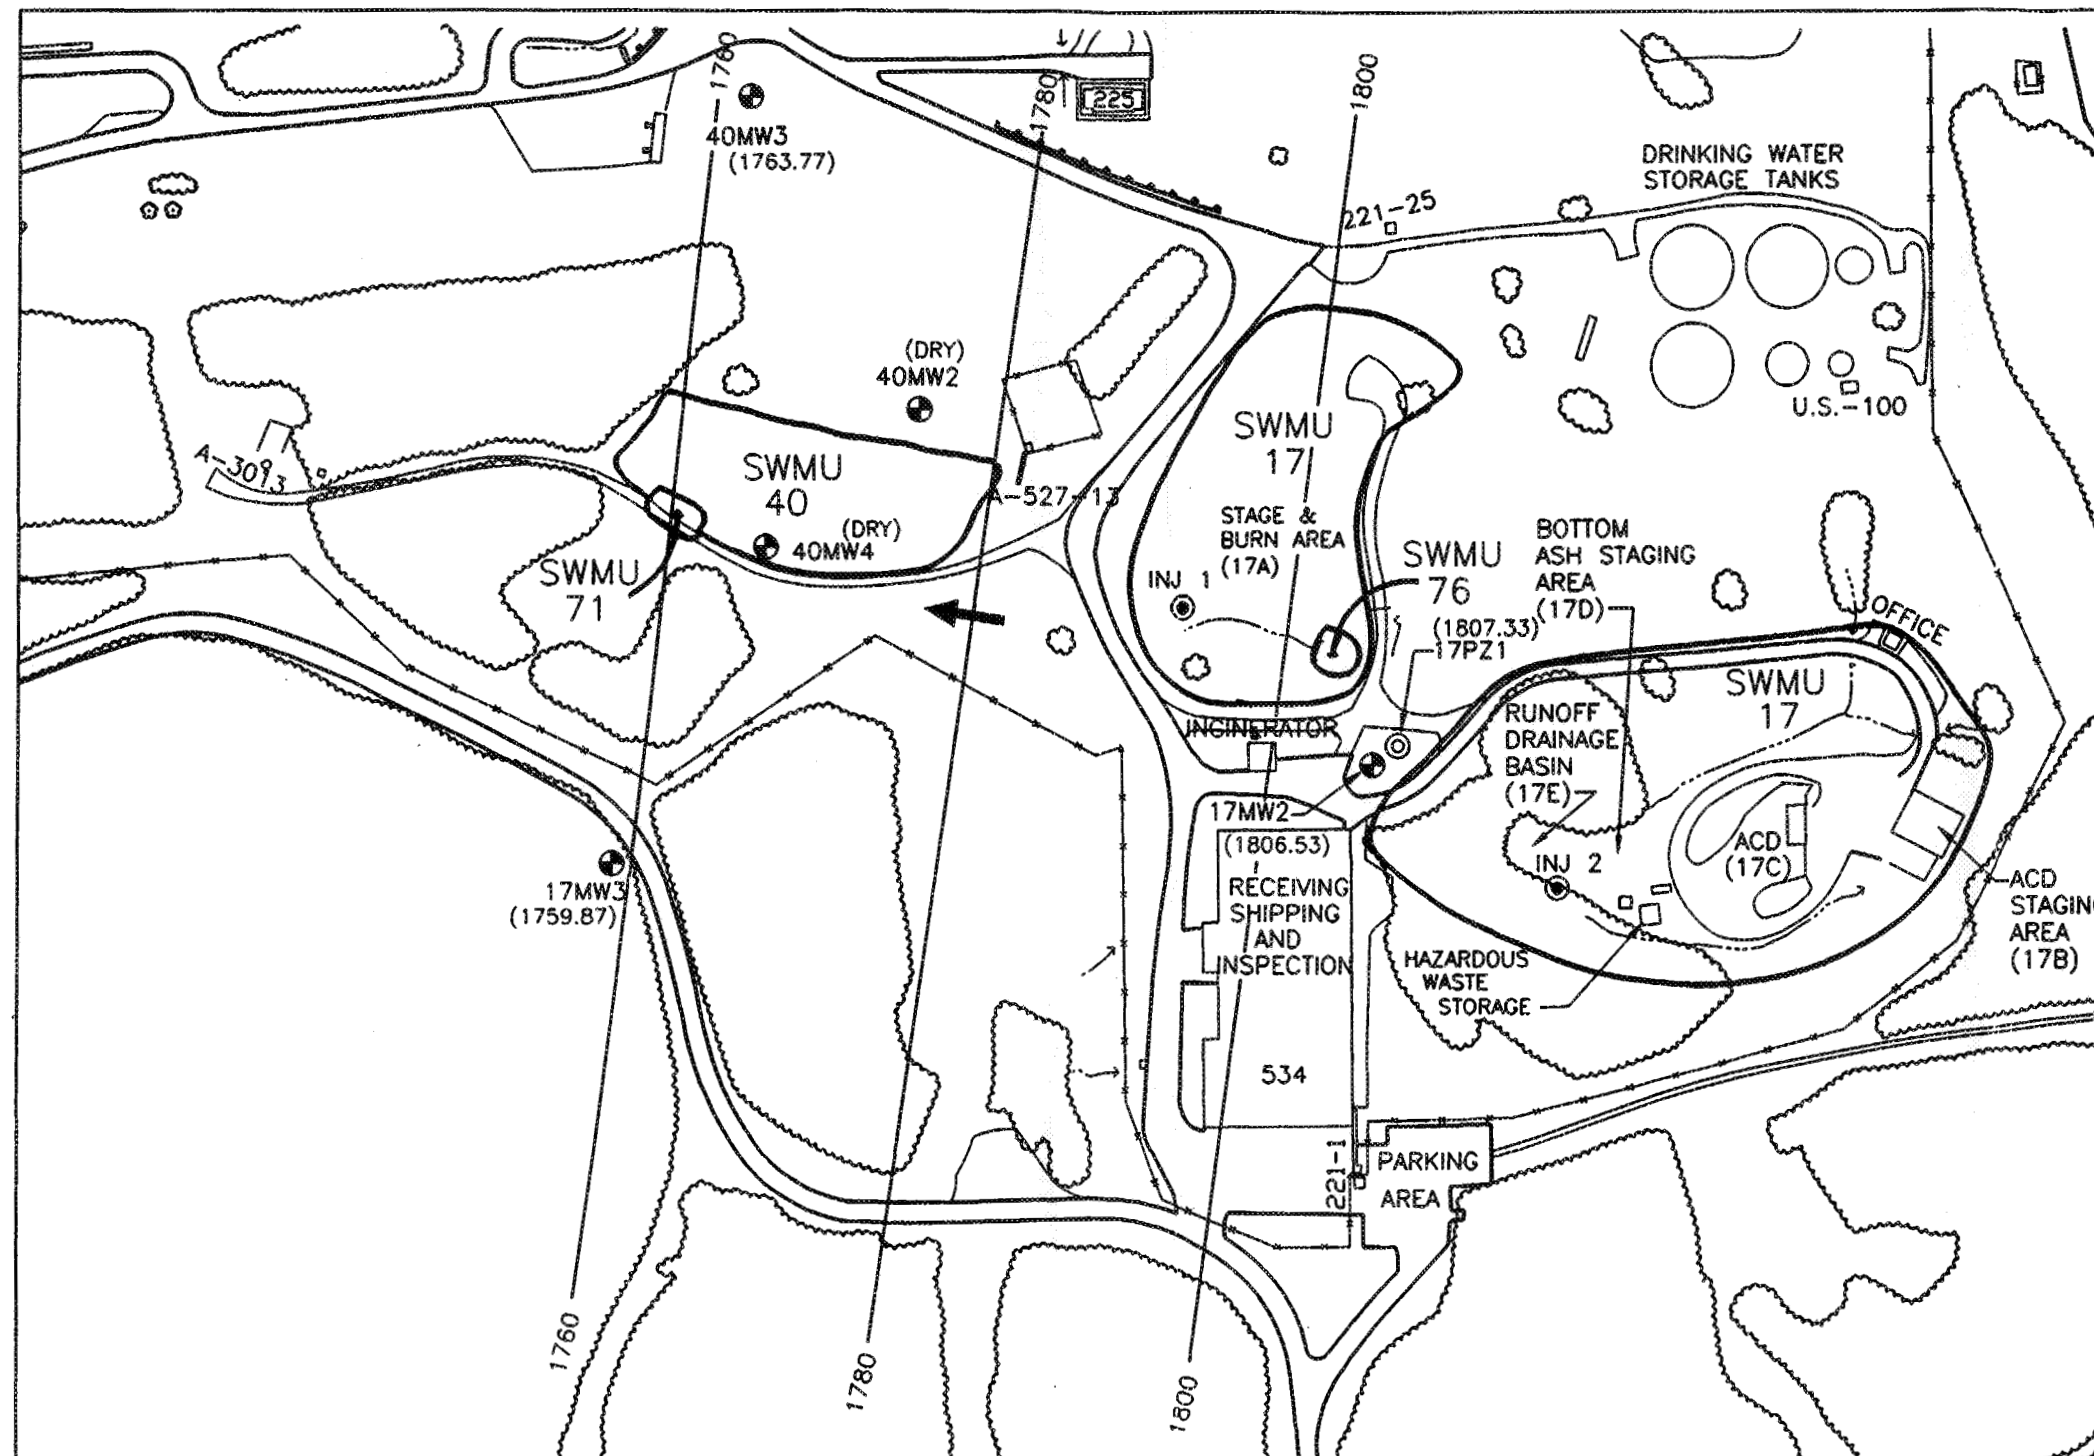 1760
40MW3
(1763.77)
1780
225
1800
DRINKING WATER
STORAGE TANKS
221-25
U.S.-100
(DRY)
40MW2
A-3093
SWMU
40
(DRY)
40MW4
A-527-13
SWMU
71
SWMU
17
STAGE &
BURN AREA
(17A)
INJ 1
SWMU
76
(1807.33)
17PZ1
BOTTOM
ASH STAGING
AREA
(17D)
OFFICE
SWMU
17
RUNOFF
DRAINAGE
BASIN
(17E)
INCINERATOR
17MW2
(1806.53)
INJ 2
ACD
(17C)
ACD
STAGIN
AREA
(17B)
17MW3
(1759.87)
RECEIVING
SHIPPING
AND
INSPECTION
HAZARDOUS
WASTE
STORAGE
534
221-1
PARKING
AREA
1760
1780
1800